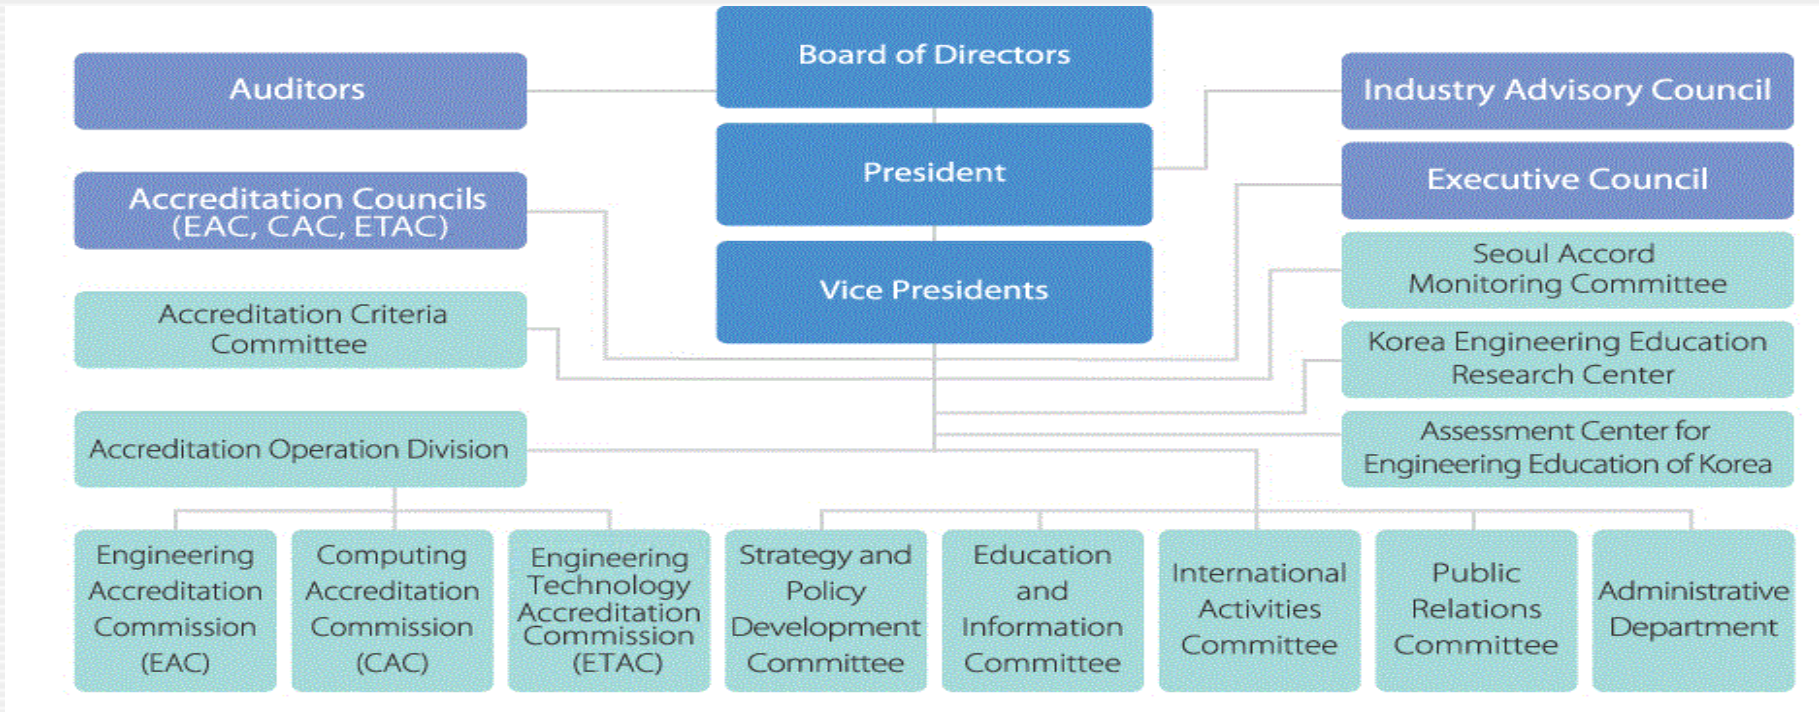 Board of Directors
Auditors
Industry Advisory Council
President
Executive Council
Accreditation Councils
(EAC, CAC, ETAC)
Vice Presidents
Seoul Accord
Monitoring Committee
Accreditation Criteria
Committee
Korea Engineering Education
Research Center
Accreditation Operation Division
Assessment Center for
Engineering Education of Korea
Engineering
Accreditation
Commission
(EAC)
Computing
Accreditation
Commission
(CAC)
Engineering
Technology
Accreditation
Commission
(ETAC)
Strategy and
Policy
Development
Committee
Education
and
Information
Committee
International
Activities
Committee
Public
Relations
Committee
Administrative
Department